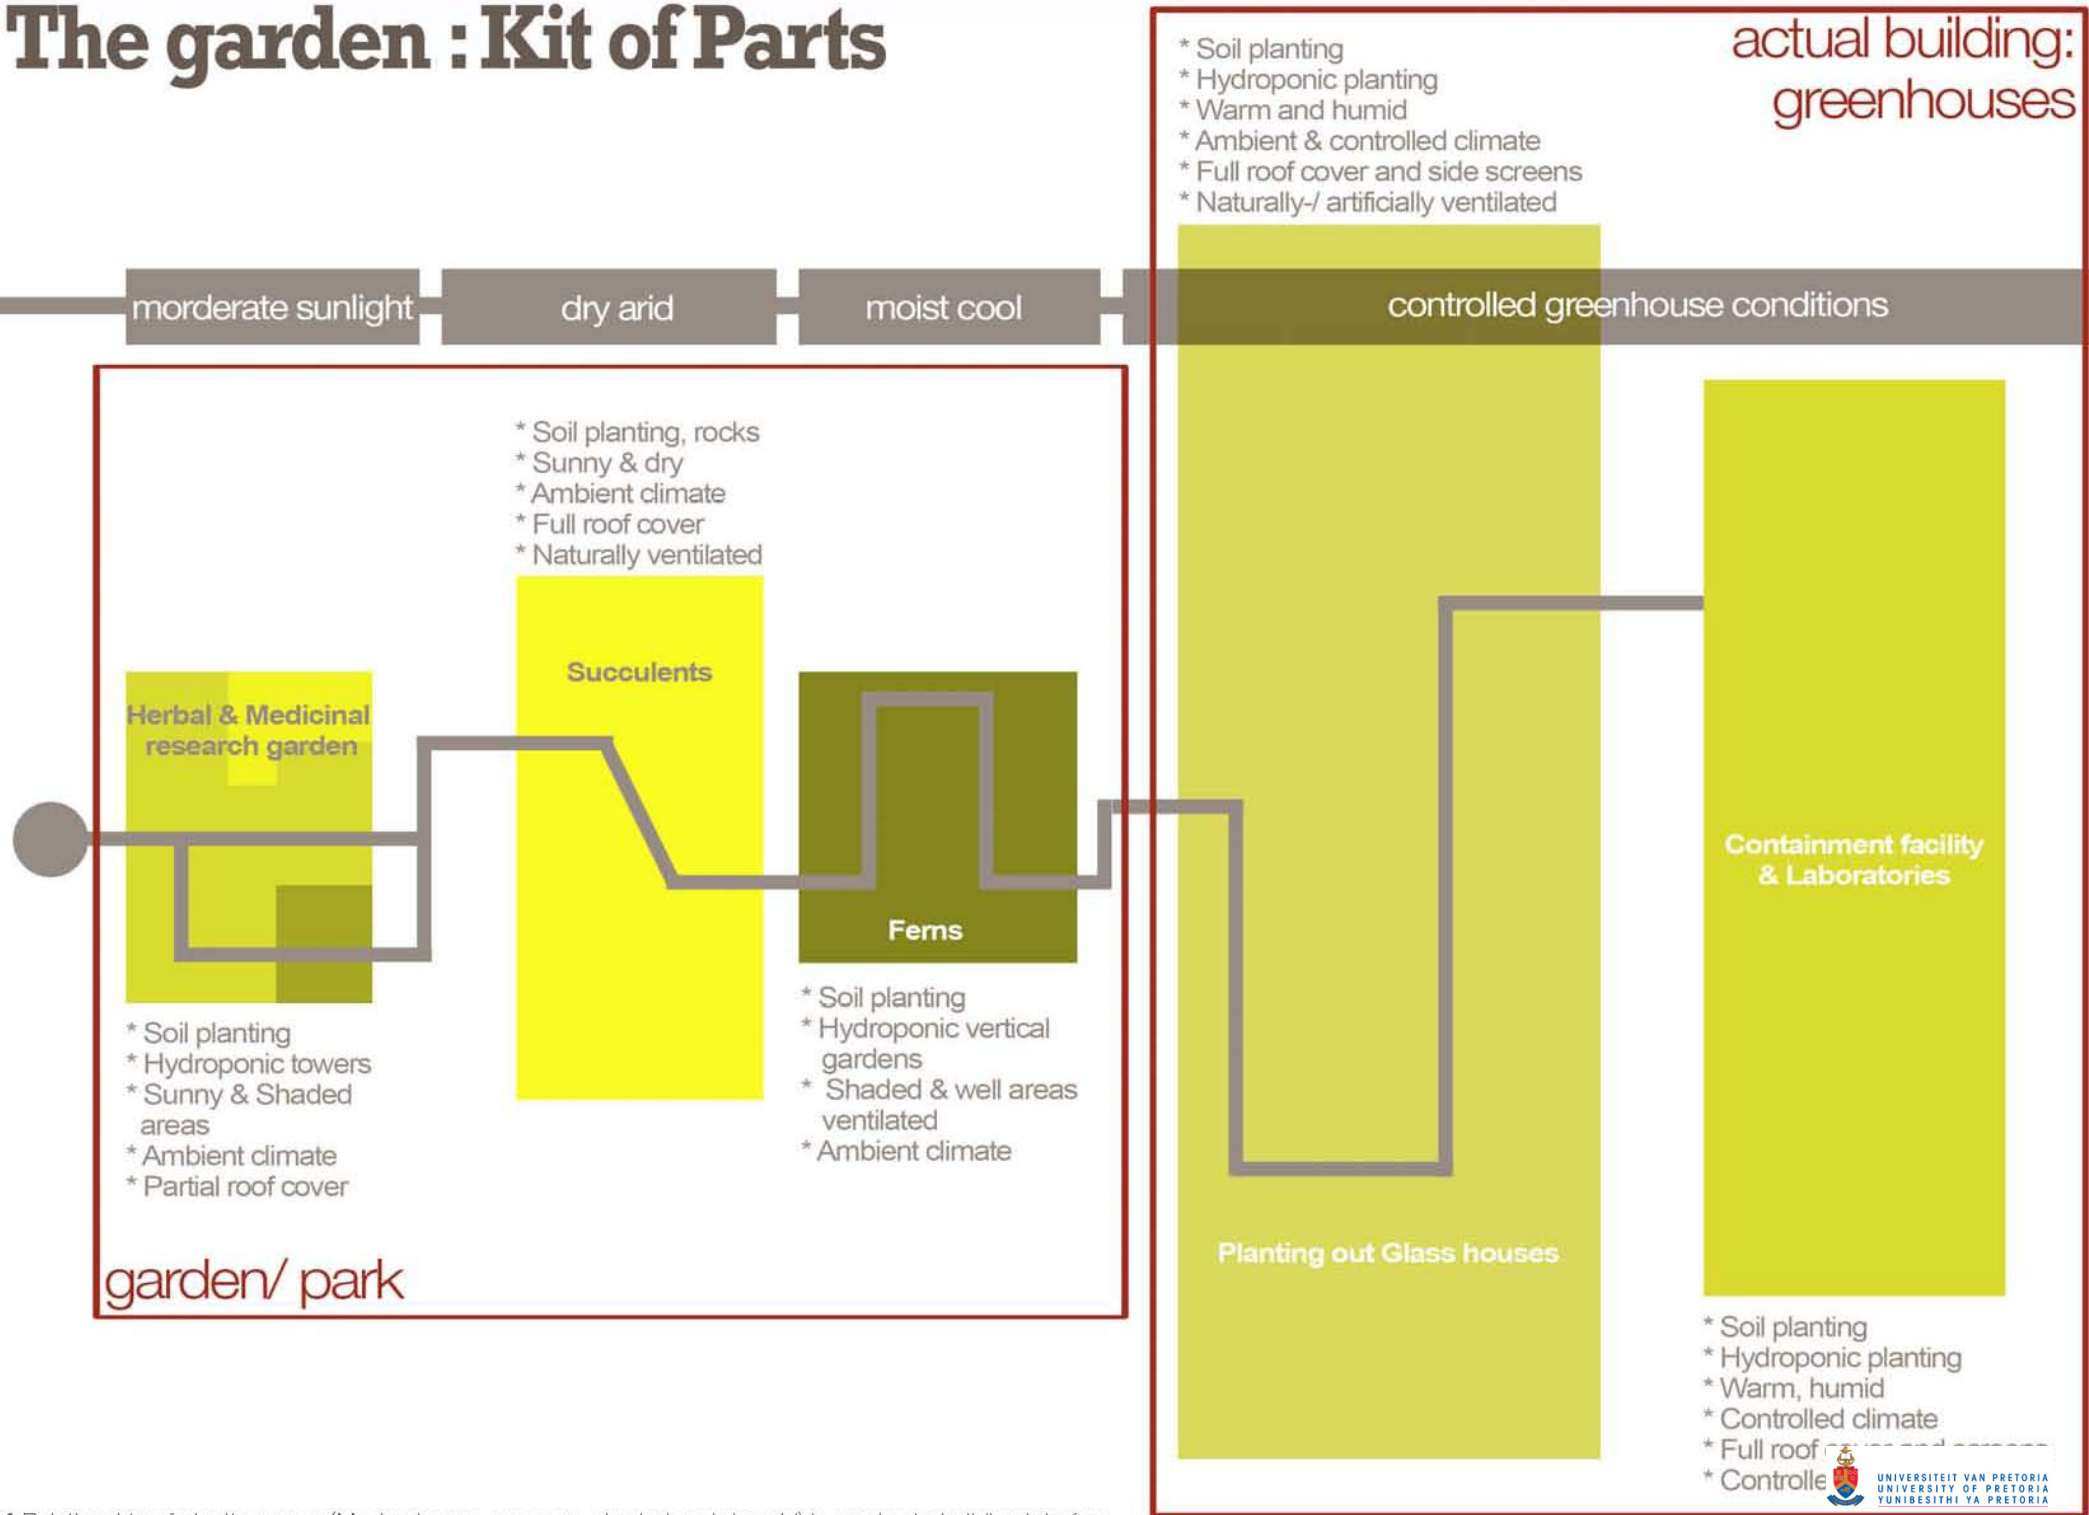 The garden : Kit of Parts
actual building:
greenhouses
* Soil planting
* Hydroponic planting
* Warm and humid
* Ambient & controlled climate
* Full roof cover and side screens
* Naturally-/ artificially ventilated
morderate sunlight
dry arid
moist cool
controlled greenhouse conditions
* Soil planting, rocks
* Sunny & dry
* Ambient climate
* Full roof cover
* Naturally ventilated
Succulents
Herbal & Medicinal
research garden
Ferns
* Soil planting
* Hydroponic towers
* Sunny & Shaded
areas
* Ambient climate
* Partial roof cover
* Soil planting
* Hydroponic vertical
gardens
* Shaded & well areas
ventilated
* Ambient climate
garden/ park
Planting out Glass houses
Containment facility
& Laboratories
* Soil planting
* Hydroponic planting
* Warm, humid
* Controlled climate
* Full roof
*
UNIVERSITEIT VAN PRETORIA
UNIVERSITY OF PRETORIA
YUNIBESITHI YA PRETORIA